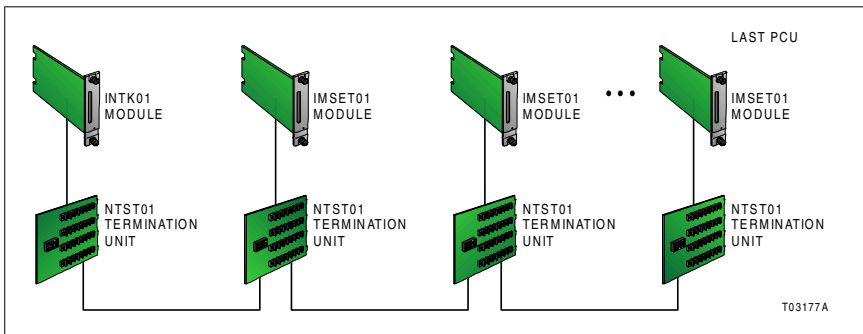 LAST PCU
INTK01
MODULE
IMSET01
MODULE
IMSET01
MODULE
IMSET01
MODULE
NTST01
TERMINATION
UNIT
NTST01
TERMINATION
UNIT
NTST01
TERMINATION
UNIT
NTST01
TERMINATION
UNIT
T03177A